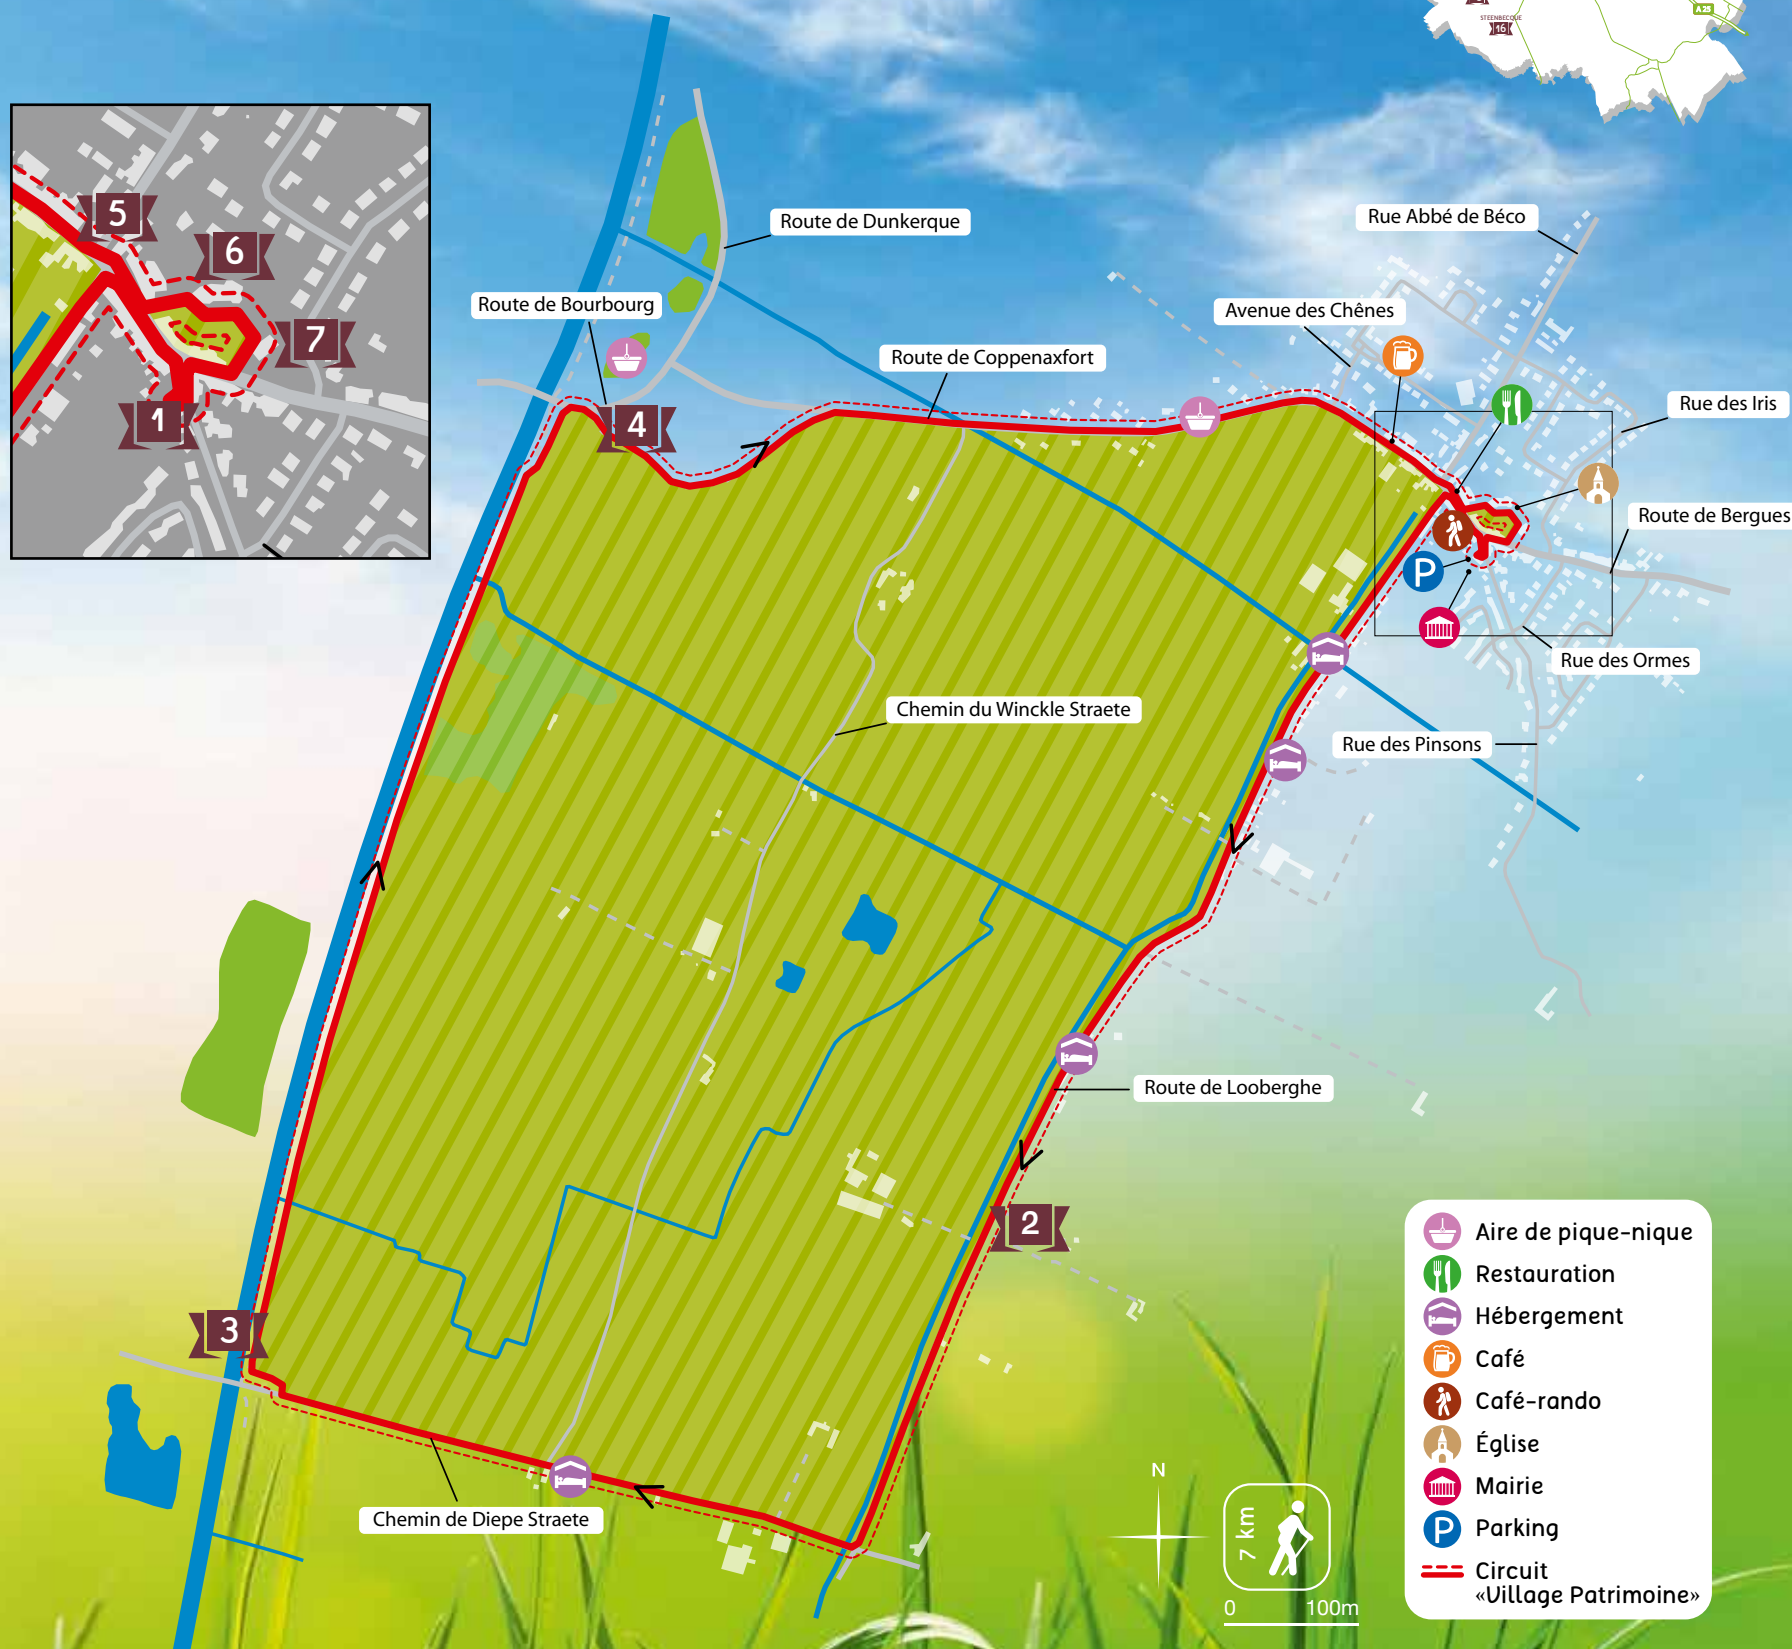 STEENBECQUE
16
A 25
5
6
7
1
Route de Dunkerque
Rue Abbé de Béco
Route de Bourbourg
Avenue des Chênes
Route de Coppenaxfort
4
Rue des Iris
Route de Bergues
P
Rue des Ormes
Chemin du Winckle Straete
Rue des Pinsons
Route de Looberghe
2
3
Chemin de Diepe Straete
N
7 km
0 100m
Aire de pique-nique
Restauration
Hébergement
Café
Café-rando
Église
Mairie
P Parking
Circuit
«Village Patrimoine»